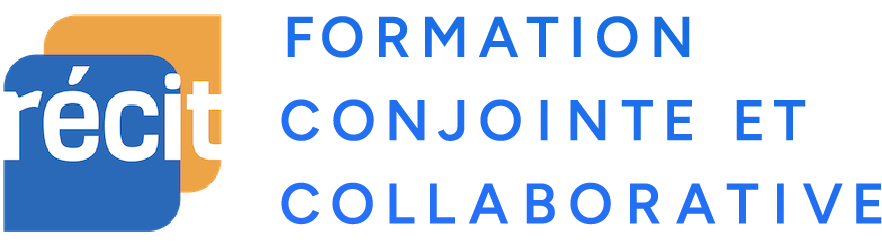 récit
FORMATION
CONJOINTE ET
COLLABORATIVE